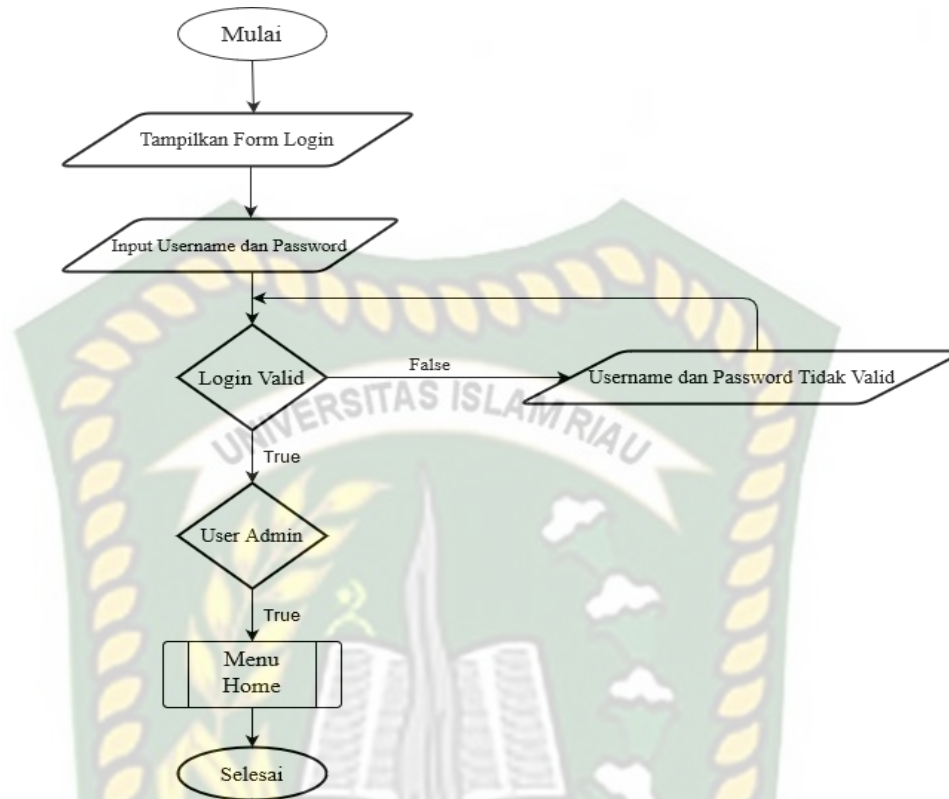 Mulai
Tampilkan Form Login
Input Username dan Password
Login Valid
False
Username dan Password Tidak Valid
UNIVERSITAS ISLAM RIAU
True
User Admin
True
Menu
Home
Selesai